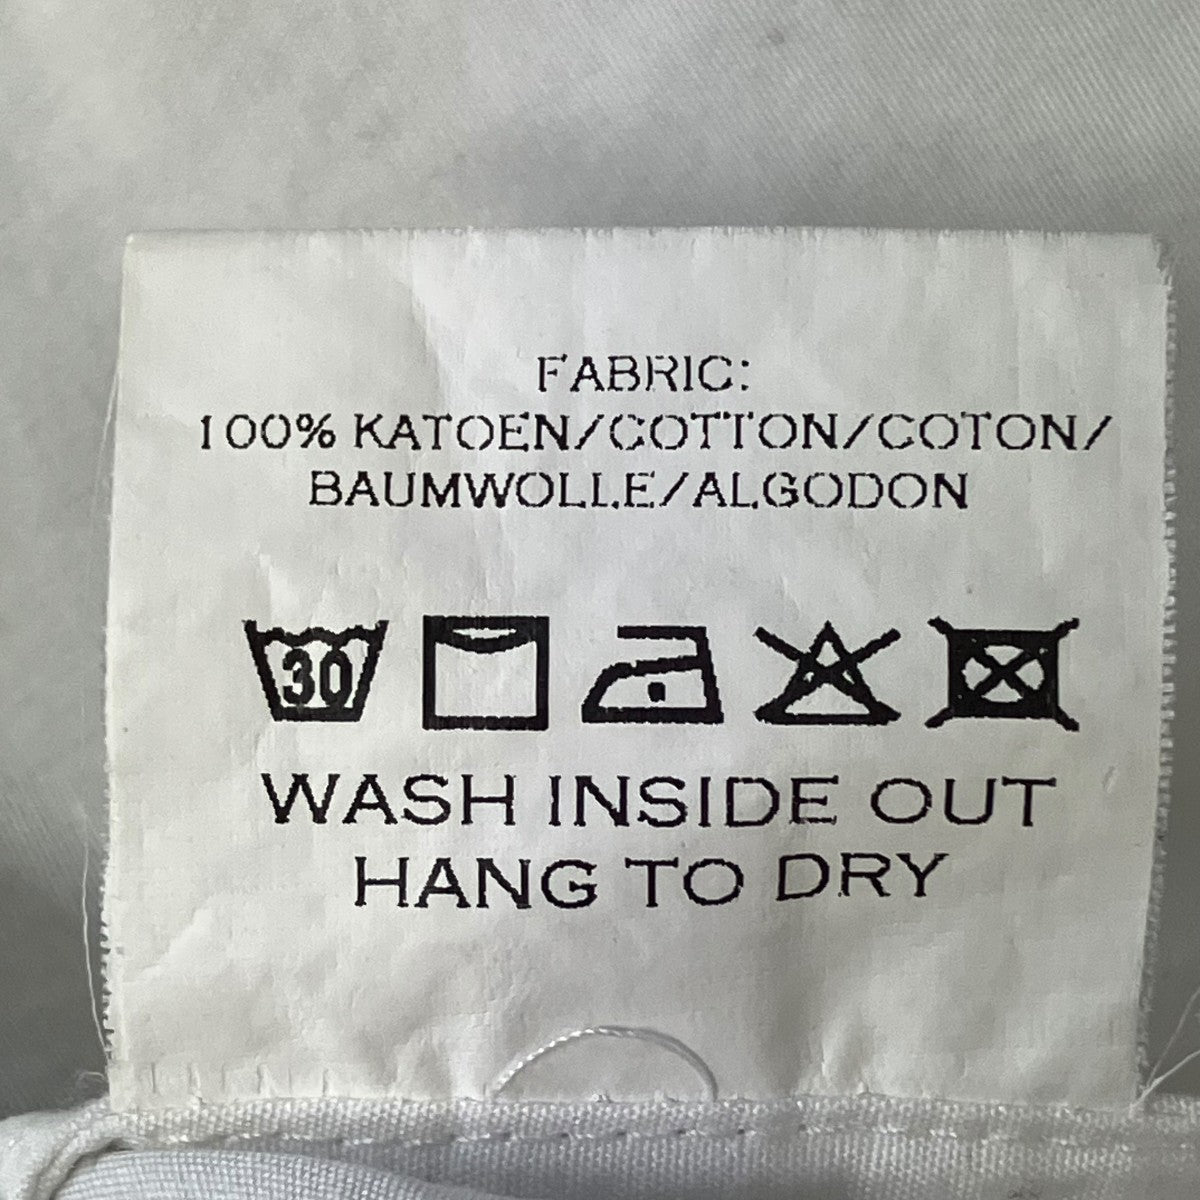 FABRIC:
100% KATOEN/COTTON/COTON/
BAUMWOLLE/ALGODON
30
WASH INSIDE OUT
HANG TO DRY